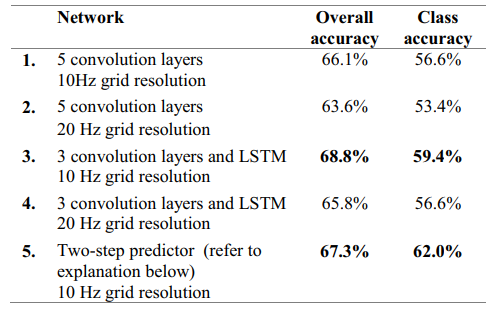 Network Overall Class
accuracy accuracy
1. 5 convolution layers 66.1% 56.6%
10Hz grid resolution
2. 5 convolution layers 63.6% 53.4%
20 Hz grid resolution
3. 3 convolution layers and LSTM 68.8% 59.4%
10 Hz grid resolution
4. 3 convolution layers and LSTM 65.8% 56.6%
20 Hz grid resolution
5. Two-step predictor (refer to 67.3% 62.0%
explanation below)
10 Hz grid resolution